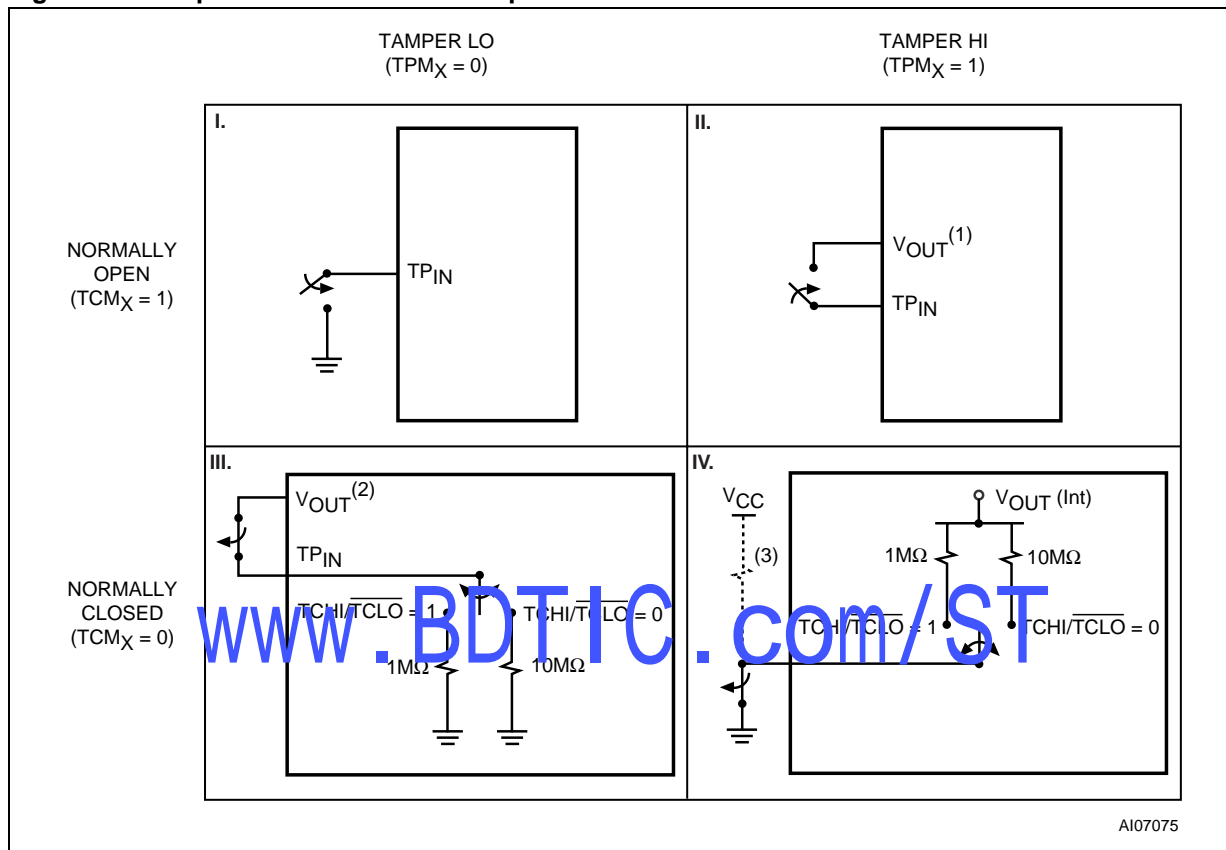 TAMPER LO
(TPMX = 0)
TAMPER HI
(TPMX = 1)
NORMALLY
OPEN
(TCMX = 1)
I.
TPIN
II.
VOUT(1)
TPIN
NORMALLY
CLOSED
(TCMX = 0)
III.
VOUT(2)
TPIN
TCHI/TCLO = 1
TCHI/TCLO = 0
1MΩ
10MΩ
IV.
VCC
(3)
VOUT (Int)
1MΩ
10MΩ
TCHI/TCLO = 1
TCHI/TCLO = 0
www.BDTIC.com/ST
AI07075